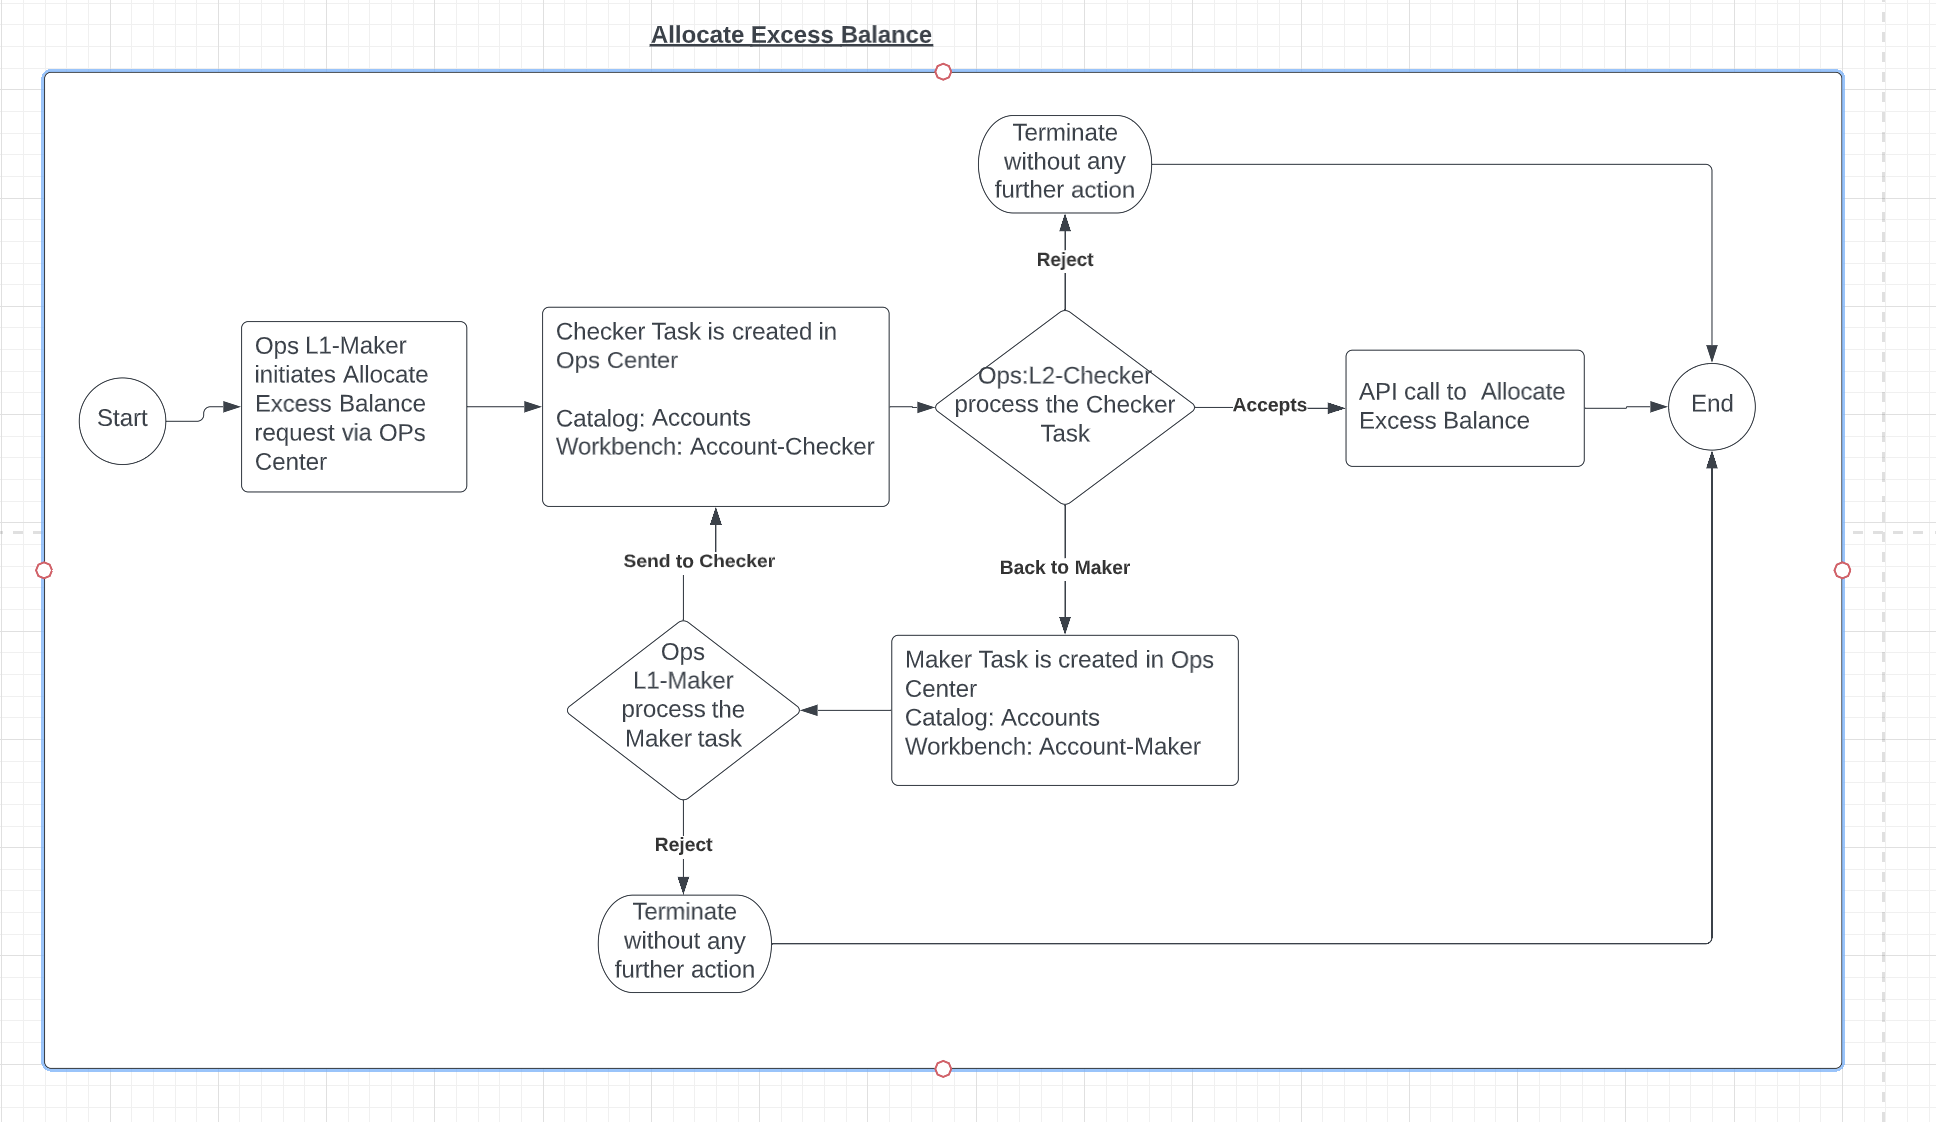 Allocate Excess Balance
Terminate
without any
further action
Reject
Start
Ops L1-Maker
initiates Allocate
Excess Balance
request via OPs
Center
Checker Task is created in
Ops Center
Catalog: Accounts
Workbench: Account-Checker
Ops:L2-Checker
process the Checker
Task
Accepts
API call to  Allocate
Excess Balance
End
Send to Checker
Back to Maker
Ops
L1-Maker
process the
Maker task
Maker Task is created in Ops
Center
Catalog: Accounts
Workbench: Account-Maker
Reject
Terminate
without any
further action